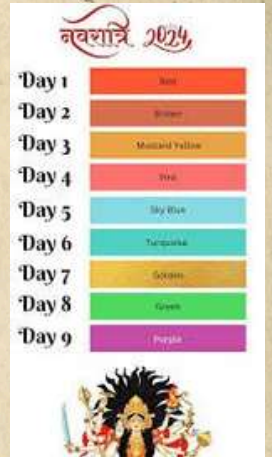 नवरात्रि 2024
Day 1 Red
Day 2
Day 3 Mustard Yellow
Day 4 Pink
Day 5 Sky Blue
Day 6 Turquoise
Day 7 Golden
Day 8 Green
Day 9 Purple